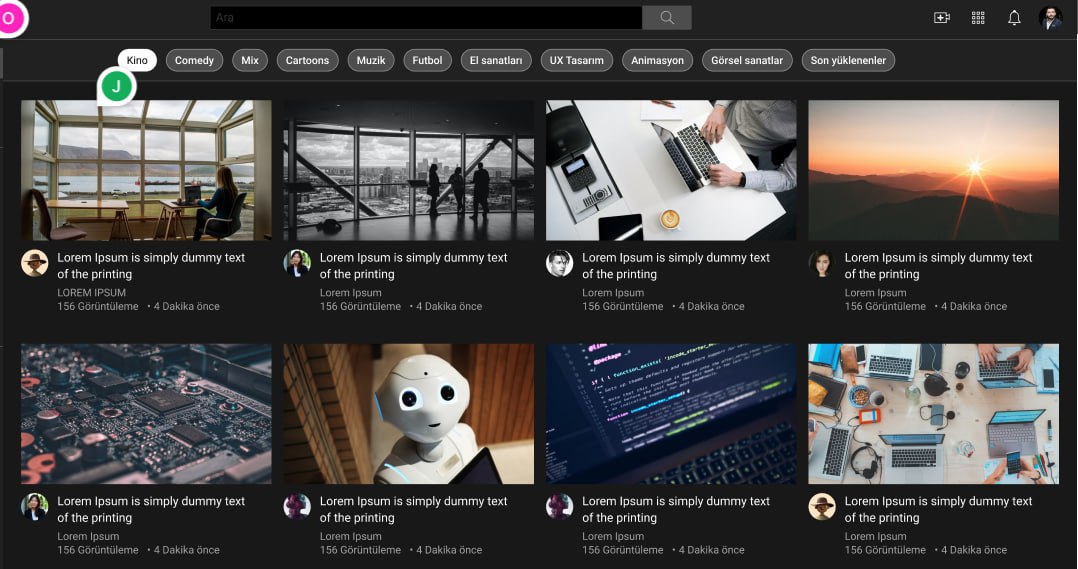 O
Ara
Kino
Comedy
Mix
Cartoons
Muzik
Futbol
El sanatları
UX Tasarım
Animasyon
Görsel sanatlar
Son yüklenenler
J
Lorem Ipsum is simply dummy text
of the printing
LOREM IPSUM
156 Görüntüleme • 4 Dakika önce
Lorem Ipsum is simply dummy text
of the printing
Lorem Ipsum
156 Görüntüleme • 4 Dakika önce
Lorem Ipsum is simply dummy text
of the printing
Lorem Ipsum
156 Görüntüleme • 4 Dakika önce
Lorem Ipsum is simply dummy text
of the printing
Lorem Ipsum
156 Görüntüleme • 4 Dakika önce
@package
Lorem Ipsum is simply dummy text
of the printing
Lorem Ipsum
156 Görüntüleme • 4 Dakika önce
Lorem Ipsum is simply dummy text
of the printing
Lorem Ipsum
156 Görüntüleme • 4 Dakika önce
Lorem Ipsum is simply dummy text
of the printing
Lorem Ipsum
156 Görüntüleme • 4 Dakika önce
Lorem Ipsum is simply dummy text
of the printing
Lorem Ipsum
156 Görüntüleme • 4 Dakika önce